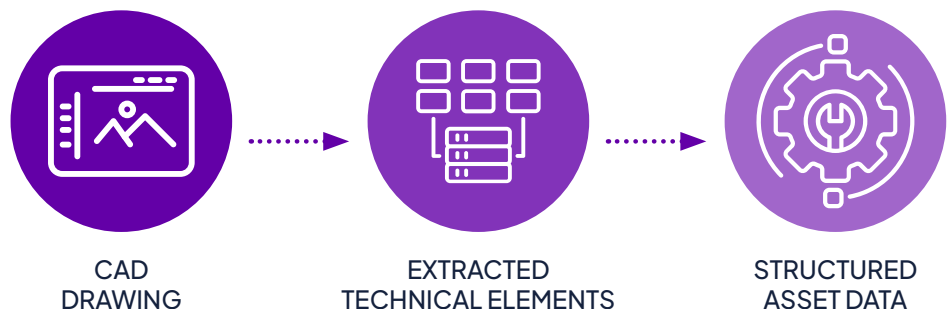 CAD
DRAWING
EXTRACTED
TECHNICAL ELEMENTS
STRUCTURED
ASSET DATA